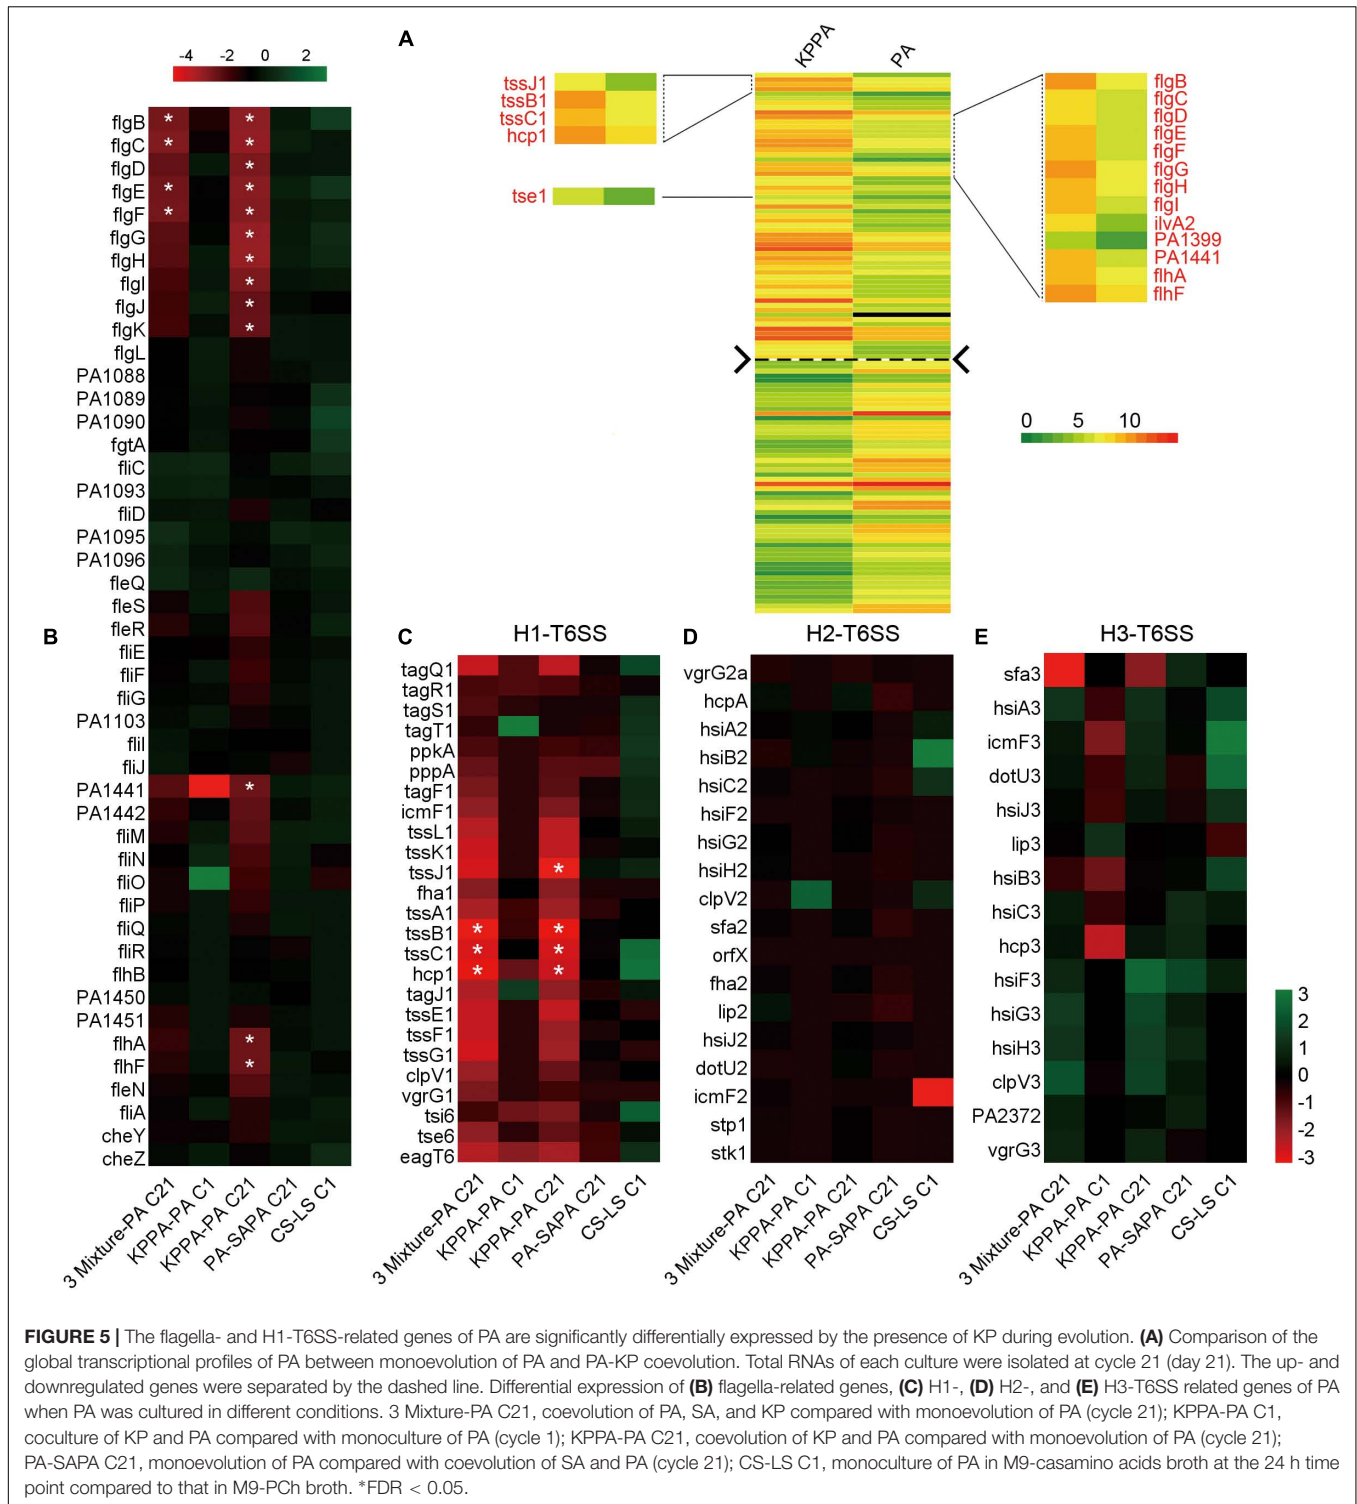 A
-4 -2 0 2
KPPA PA
tssJ1
tssB1
tssC1
hcp1
tse1
flgB
flgC
flgD
flgE
flgF
flgG
flgH
flgI
ilvA2
PA1399
PA1441
flhA
flhF
0 5 10
B
flgB * *
flgC * *
flgD *
flgE * *
flgF * *
flgG *
flgH *
flgI *
flgJ *
flgK *
flgL
PA1088
PA1089
PA1090
fgtA
fliC
PA1093
fliD
PA1095
PA1096
fleQ
fleS
fleR
fliE
fliF
fliG
PA1103
fliI
fliJ
PA1441 *
PA1442
fliM
fliN
fliO
fliP
fliQ
fliR
flhB
PA1450
PA1451
flhA *
flhF *
fleN
fliA
cheY
cheZ
3 Mixture-PA C21
KPPA-PA C1
KPPA-PA C21
PA-SAPA C21
CS-LS C1
C
H1-T6SS
tagQ1
tagR1
tagS1
tagT1
ppkA
pppA
tagF1
icmF1
tssL1
tssK1
tssJ1 *
fha1
tssA1
tssB1 * *
tssC1 * *
hcp1 * *
tagJ1
tssE1
tssF1
tssG1
clpV1
vgrG1
tsi6
tse6
eagT6
3 Mixture-PA C21
KPPA-PA C1
KPPA-PA C21
PA-SAPA C21
CS-LS C1
D
H2-T6SS
vgrG2a
hcpA
hsiA2
hsiB2
hsiC2
hsiF2
hsiG2
hsiH2
clpV2
sfa2
orfX
fha2
lip2
hsiJ2
dotU2
icmF2
stp1
stk1
3 Mixture-PA C21
KPPA-PA C1
KPPA-PA C21
PA-SAPA C21
CS-LS C1
E
H3-T6SS
sfa3
hsiA3
icmF3
dotU3
hsiJ3
lip3
hsiB3
hsiC3
hcp3
hsiF3
hsiG3
hsiH3
clpV3
PA2372
vgrG3
3 Mixture-PA C21
KPPA-PA C1
KPPA-PA C21
PA-SAPA C21
CS-LS C1
3
2
1
0
-1
-2
-3
FIGURE 5 | The flagella- and H1-T6SS-related genes of PA are significantly differentially expressed by the presence of KP during evolution. (A) Comparison of the
global transcriptional profiles of PA between monoevolution of PA and PA-KP coevolution. Total RNAs of each culture were isolated at cycle 21 (day 21). The up- and
downregulated genes were separated by the dashed line. Differential expression of (B) flagella-related genes, (C) H1-, (D) H2-, and (E) H3-T6SS related genes of PA
when PA was cultured in different conditions. 3 Mixture-PA C21, coevolution of PA, SA, and KP compared with monoevolution of PA (cycle 21); KPPA-PA C1,
coculture of KP and PA compared with monoculture of PA (cycle 1); KPPA-PA C21, coevolution of KP and PA compared with monoevolution of PA (cycle 21);
PA-SAPA C21, monoevolution of PA compared with coevolution of SA and PA (cycle 21); CS-LS C1, monoculture of PA in M9-casamino acids broth at the 24 h time
point compared to that in M9-PCh broth. *FDR < 0.05.